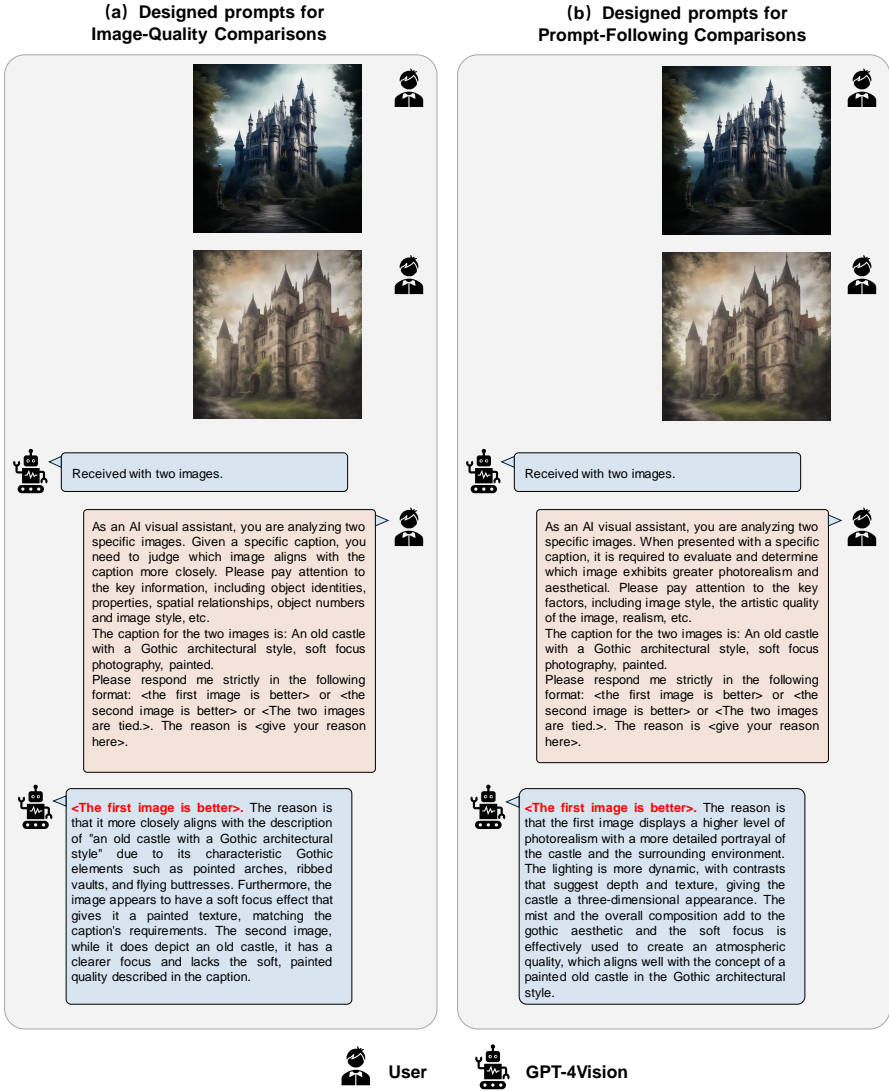 (a) Designed prompts for
Image-Quality Comparisons
Received with two images.
As an AI visual assistant, you are analyzing two
specific images. Given a specific caption, you
need to judge which image aligns with the
caption more closely. Please pay attention to
the key information, including object identities,
properties, spatial relationships, object numbers
and image style, etc.
The caption for the two images is: An old castle
with a Gothic architectural style, soft focus
photography, painted.
Please respond me strictly in the following
format: <the first image is better> or <the
second image is better> or <The two images
are tied.>. The reason is <give your reason
here>.
<The first image is better>. The reason is
that it more closely aligns with the description
of "an old castle with a Gothic architectural
style" due to its characteristic Gothic
elements such as pointed arches, ribbed
vaults, and flying buttresses. Furthermore, the
image appears to have a soft focus effect that
gives it a painted texture, matching the
caption's requirements. The second image,
while it does depict an old castle, it has a
clearer focus and lacks the soft, painted
quality described in the caption.
(b) Designed prompts for
Prompt-Following Comparisons
Received with two images.
As an AI visual assistant, you are analyzing two
specific images. When presented with a specific
caption, it is required to evaluate and determine
which image exhibits greater photorealism and
aesthetical. Please pay attention to the key
factors, including image style, the artistic quality
of the image, realism, etc.
The caption for the two images is: An old castle
with a Gothic architectural style, soft focus
photography, painted.
Please respond me strictly in the following
format: <the first image is better> or <the
second image is better> or <The two images
are tied.>. The reason is <give your reason
here>.
<The first image is better>. The reason is
that the first image displays a higher level of
photorealism with a more detailed portrayal of
the castle and the surrounding environment.
The lighting is more dynamic, with contrasts
that suggest depth and texture, giving the
castle a three-dimensional appearance. The
mist and the overall composition add to the
gothic aesthetic and the soft focus is
effectively used to create an atmospheric
quality, which aligns well with the concept of a
painted old castle in the Gothic architectural
style.
User
GPT-4Vision